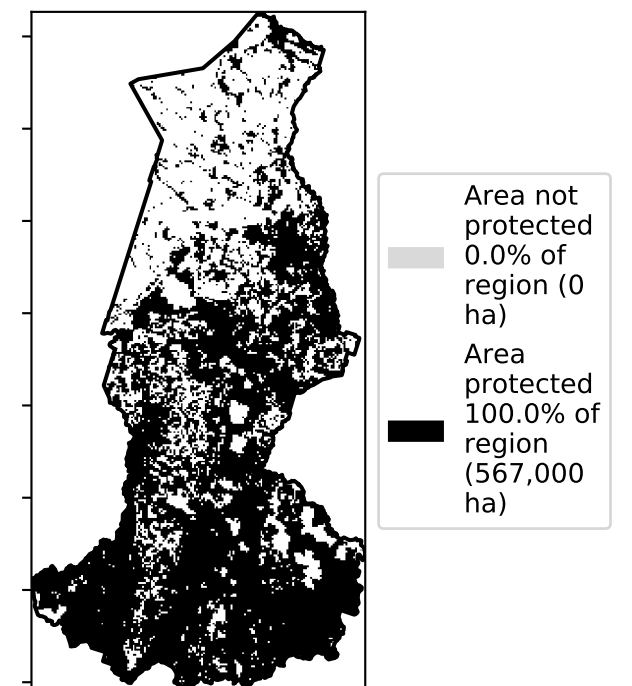 Area not
protected
0.0% of
region (0
ha)
Area
protected
100.0% of
region
(567,000
ha)